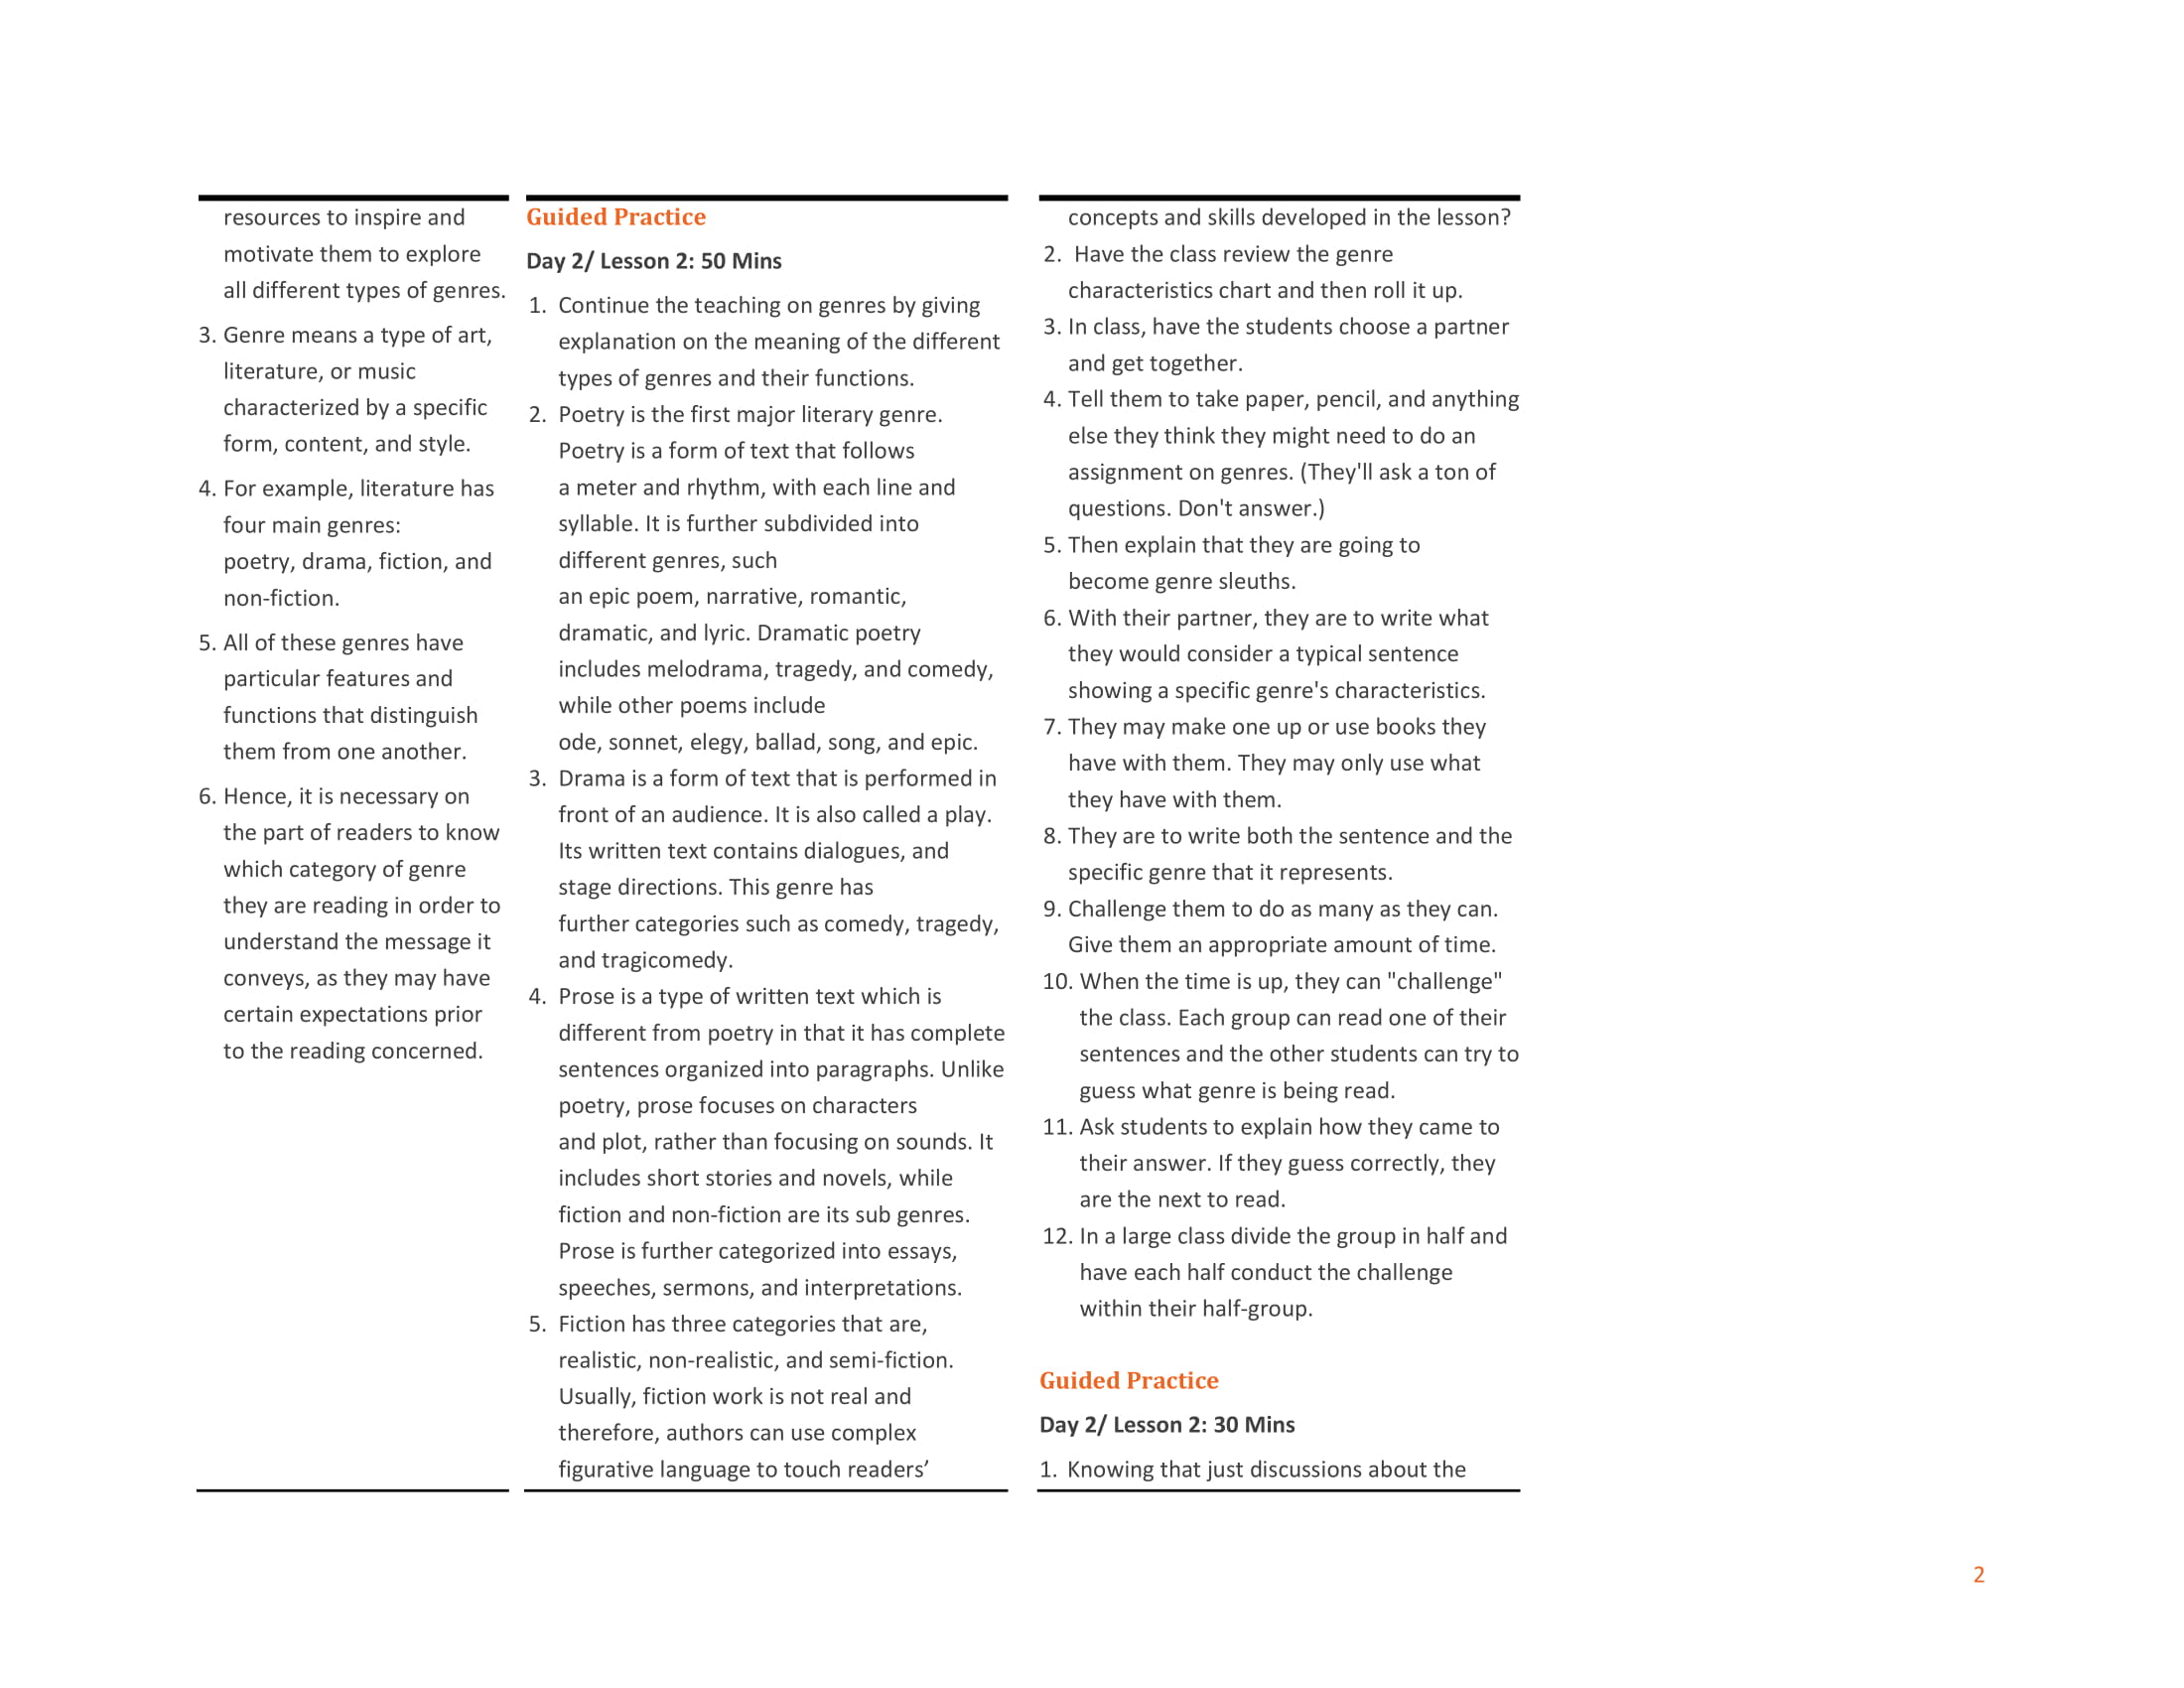 resources to inspire and
motivate them to explore
all different types of genres.
3. Genre means a type of art,
literature, or music
characterized by a specific
form, content, and style.
4. For example, literature has
four main genres:
poetry, drama, fiction, and
non-fiction.
5. All of these genres have
particular features and
functions that distinguish
them from one another.
6. Hence, it is necessary on
the part of readers to know
which category of genre
they are reading in order to
understand the message it
conveys, as they may have
certain expectations prior
to the reading concerned.
Guided Practice
Day 2/ Lesson 2: 50 Mins
1. Continue the teaching on genres by giving
explanation on the meaning of the different
types of genres and their functions.
2. Poetry is the first major literary genre.
Poetry is a form of text that follows
a meter and rhythm, with each line and
syllable. It is further subdivided into
different genres, such
an epic poem, narrative, romantic,
dramatic, and lyric. Dramatic poetry
includes melodrama, tragedy, and comedy,
while other poems include
ode, sonnet, elegy, ballad, song, and epic.
3. Drama is a form of text that is performed in
front of an audience. It is also called a play.
Its written text contains dialogues, and
stage directions. This genre has
further categories such as comedy, tragedy,
and tragicomedy.
4. Prose is a type of written text which is
different from poetry in that it has complete
sentences organized into paragraphs. Unlike
poetry, prose focuses on characters
and plot, rather than focusing on sounds. It
includes short stories and novels, while
fiction and non-fiction are its sub genres.
Prose is further categorized into essays,
speeches, sermons, and interpretations.
5. Fiction has three categories that are,
realistic, non-realistic, and semi-fiction.
Usually, fiction work is not real and
therefore, authors can use complex
figurative language to touch readers’
concepts and skills developed in the lesson?
2. Have the class review the genre
characteristics chart and then roll it up.
3. In class, have the students choose a partner
and get together.
4. Tell them to take paper, pencil, and anything
else they think they might need to do an
assignment on genres. (They'll ask a ton of
questions. Don't answer.)
5. Then explain that they are going to
become genre sleuths.
6. With their partner, they are to write what
they would consider a typical sentence
showing a specific genre's characteristics.
7. They may make one up or use books they
have with them. They may only use what
they have with them.
8. They are to write both the sentence and the
specific genre that it represents.
9. Challenge them to do as many as they can.
Give them an appropriate amount of time.
10. When the time is up, they can "challenge"
the class. Each group can read one of their
sentences and the other students can try to
guess what genre is being read.
11. Ask students to explain how they came to
their answer. If they guess correctly, they
are the next to read.
12. In a large class divide the group in half and
have each half conduct the challenge
within their half-group.
Guided Practice
Day 2/ Lesson 2: 30 Mins
1. Knowing that just discussions about the
2